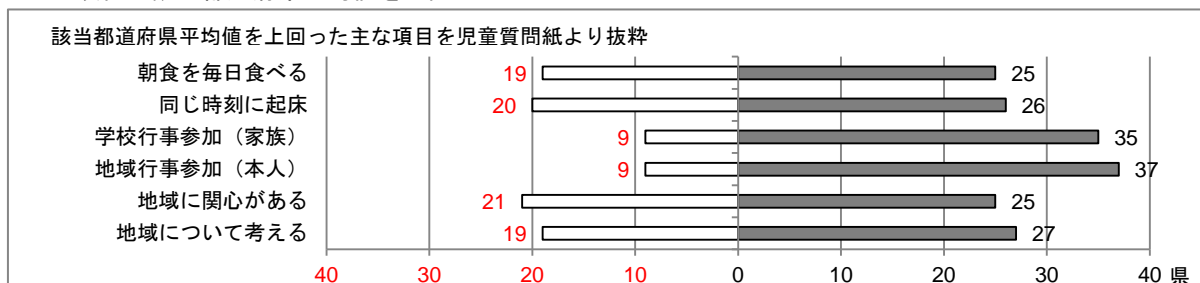 該当都道府県平均値を上回った主な項目を児童質問紙より抜粋
朝食を毎日食べる 19 25
同じ時刻に起床 20 26
学校行事参加（家族） 9 35
地域行事参加（本人） 9 37
地域に関心がある 21 25
地域について考える 19 27
40 30 20 10 0 10 20 30 40 県